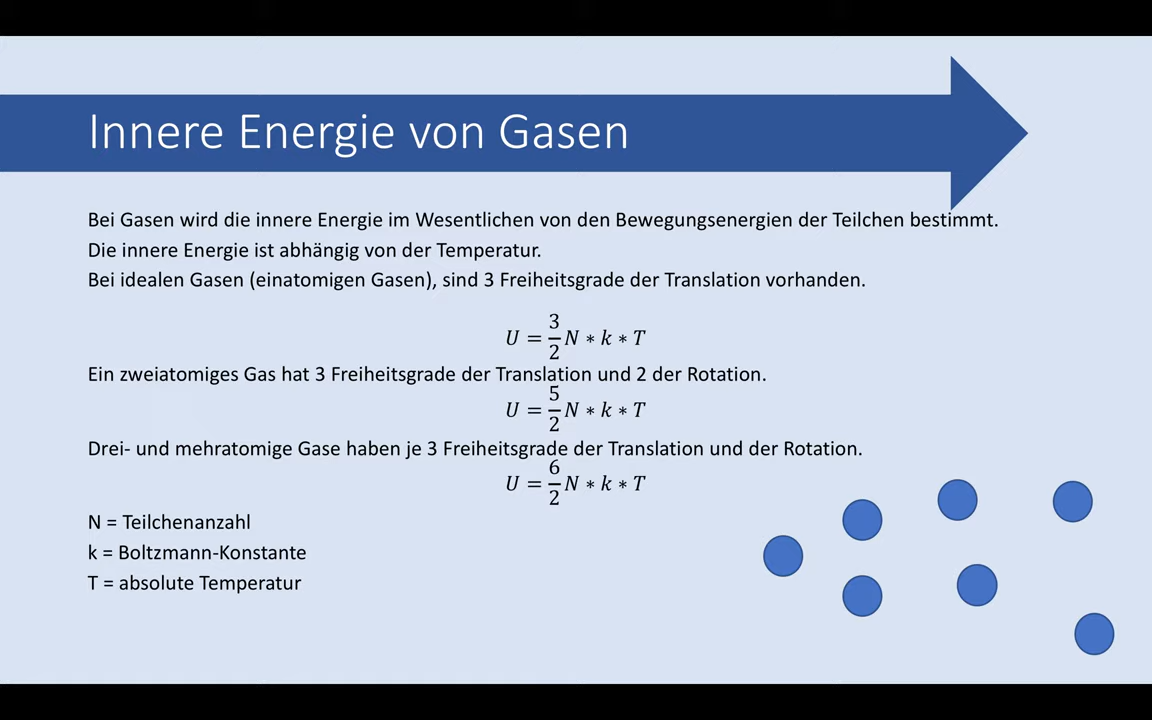 Innere Energie von Gasen
Bei Gasen wird die innere Energie im Wesentlichen von den Bewegungsenergien der Teilchen bestimmt.
Die innere Energie ist abhängig von der Temperatur.
Bei idealen Gasen (einatomigen Gasen), sind 3 Freiheitsgrade der Translation vorhanden.
U = 3/2 N ∗ k ∗ T
Ein zweiatomiges Gas hat 3 Freiheitsgrade der Translation und 2 der Rotation.
U = 5/2 N ∗ k ∗ T
Drei- und mehratomige Gase haben je 3 Freiheitsgrade der Translation und der Rotation.
U = 6/2 N ∗ k ∗ T
N = Teilchenanzahl
k = Boltzmann-Konstante
T = absolute Temperatur